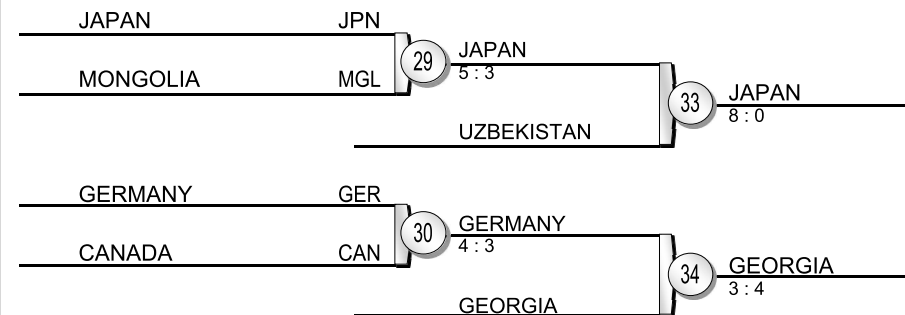 JAPAN JPN
29
JAPAN
5 : 3
MONGOLIA MGL
33
JAPAN
8 : 0
UZBEKISTAN
GERMANY GER
30
GERMANY
4 : 3
CANADA CAN
34
GEORGIA
3 : 4
GEORGIA